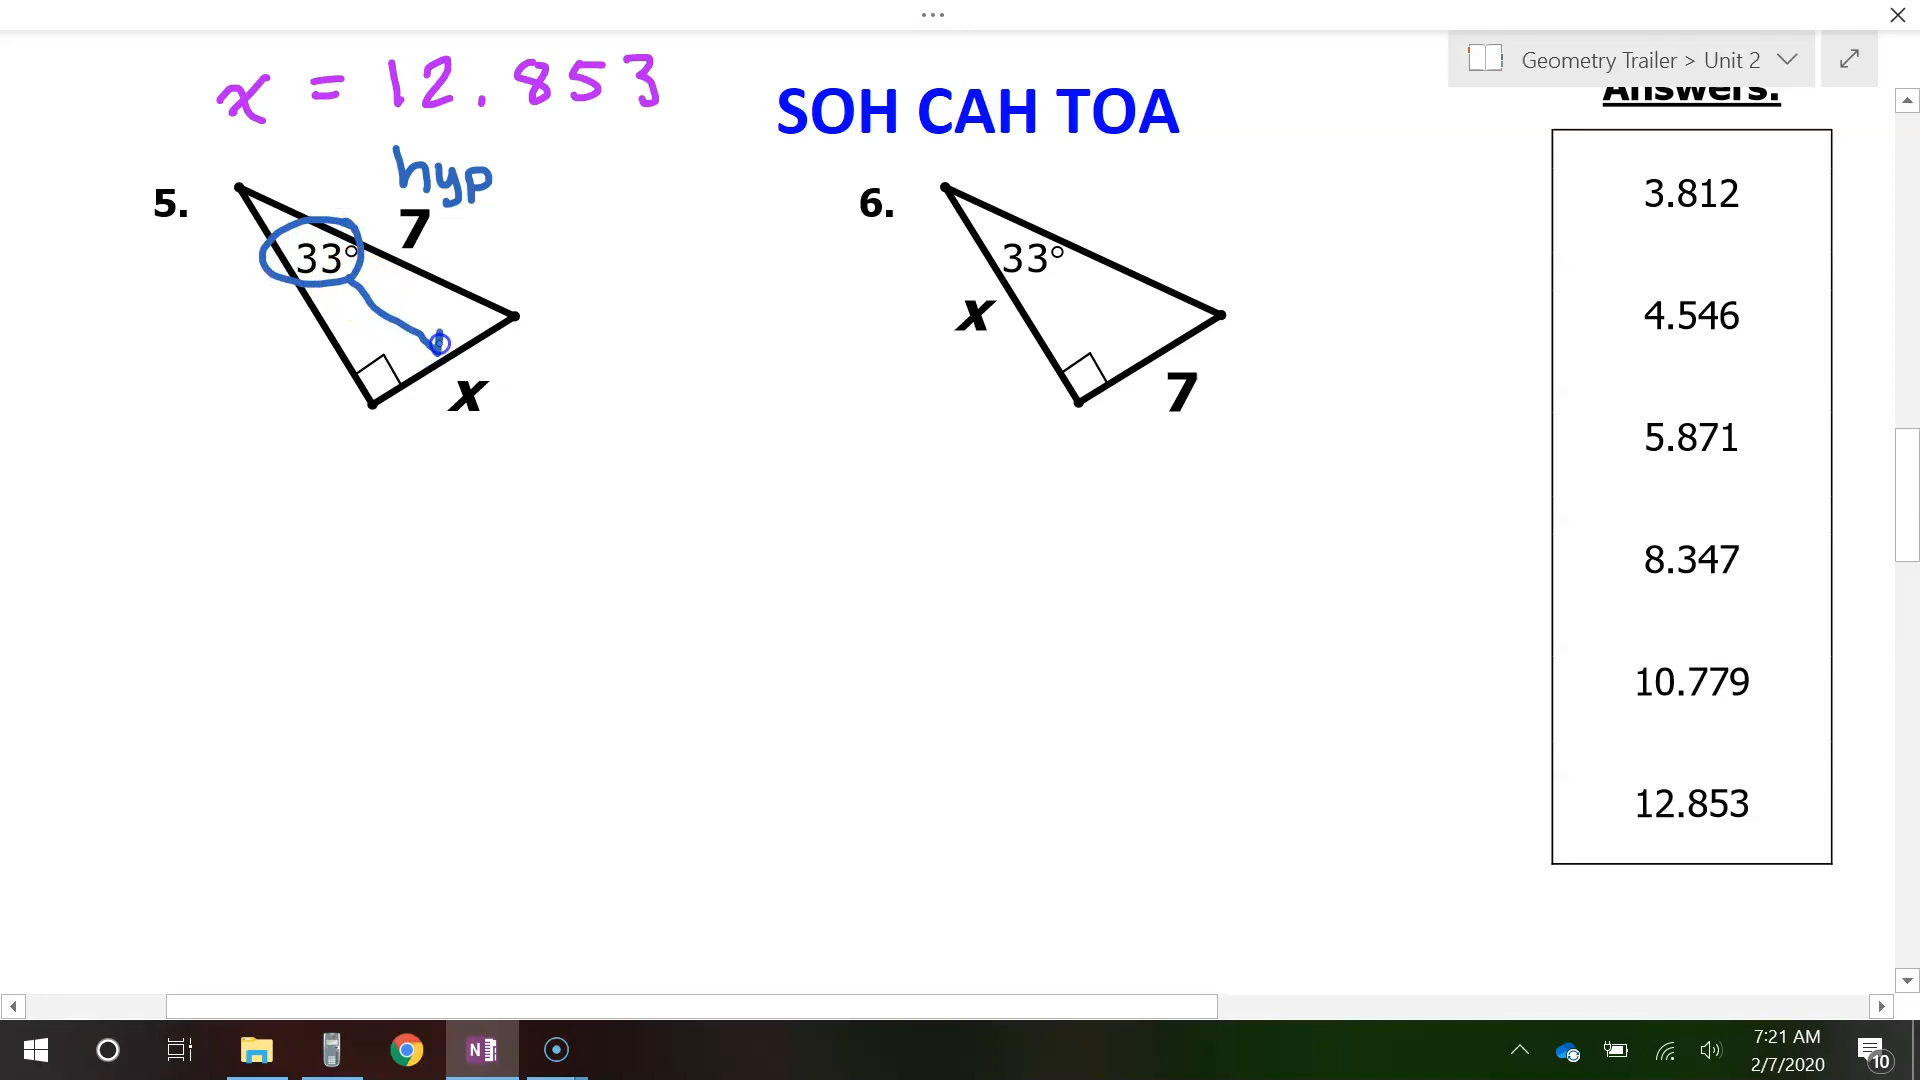 Geometry Trailer > Unit 2
x = 12.853
SOH CAH TOA
Answers:
5.
hyp
7
33°
x
6.
33°
x
7
3.812
4.546
5.871
8.347
10.779
12.853
N
7:21 AM
2/7/2020
10